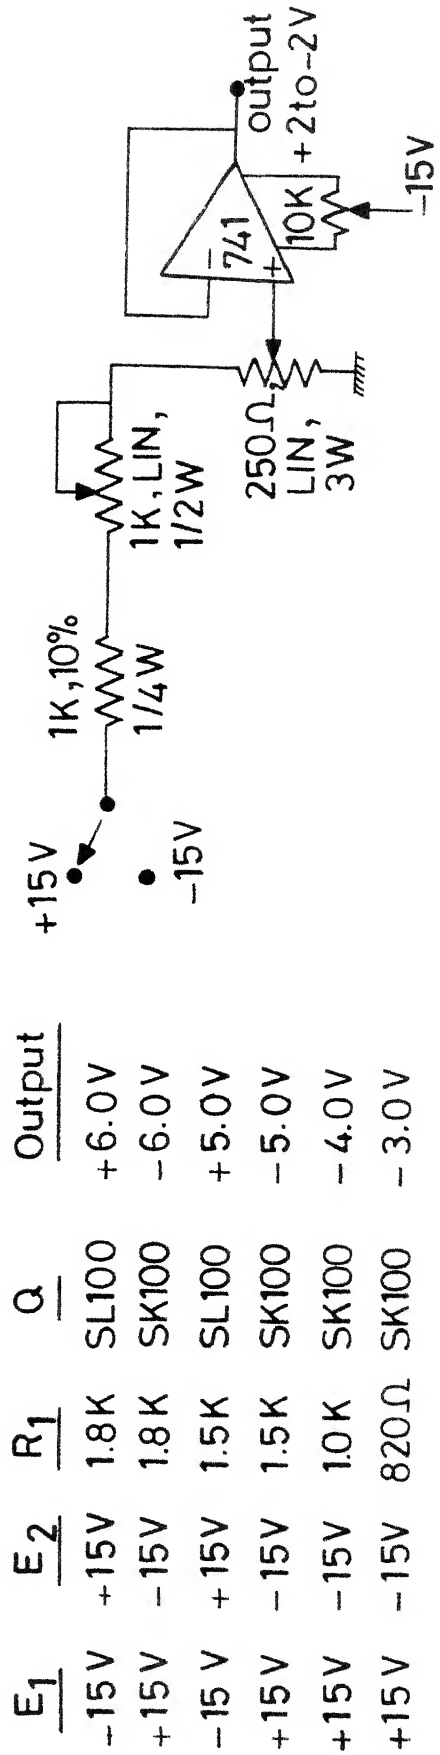 E₁ E₂ R₁ Q Output
−15V +15V 1.8K SL100 +6.0V
+15V −15V 1.8K SK100 −6.0V
−15V +15V 1.5K SL100 +5.0V
+15V −15V 1.5K SK100 −5.0V
+15V −15V 1.0K SK100 −4.0V
+15V −15V 820Ω SK100 −3.0V
+15V
−15V
1K,10%
1/4W
1K,LIN,
1/2W
250Ω,
LIN,
3W
−
741
+
10K
−15V
output
+2to−2V